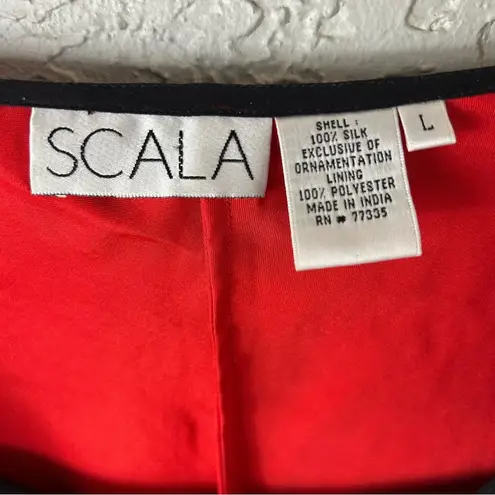 SCALA
SHELL :
100% SILK
EXCLUSIVE OF
ORNAMENTATION
LINING
100% POLYESTER
MADE IN INDIA
RN # 77335
L